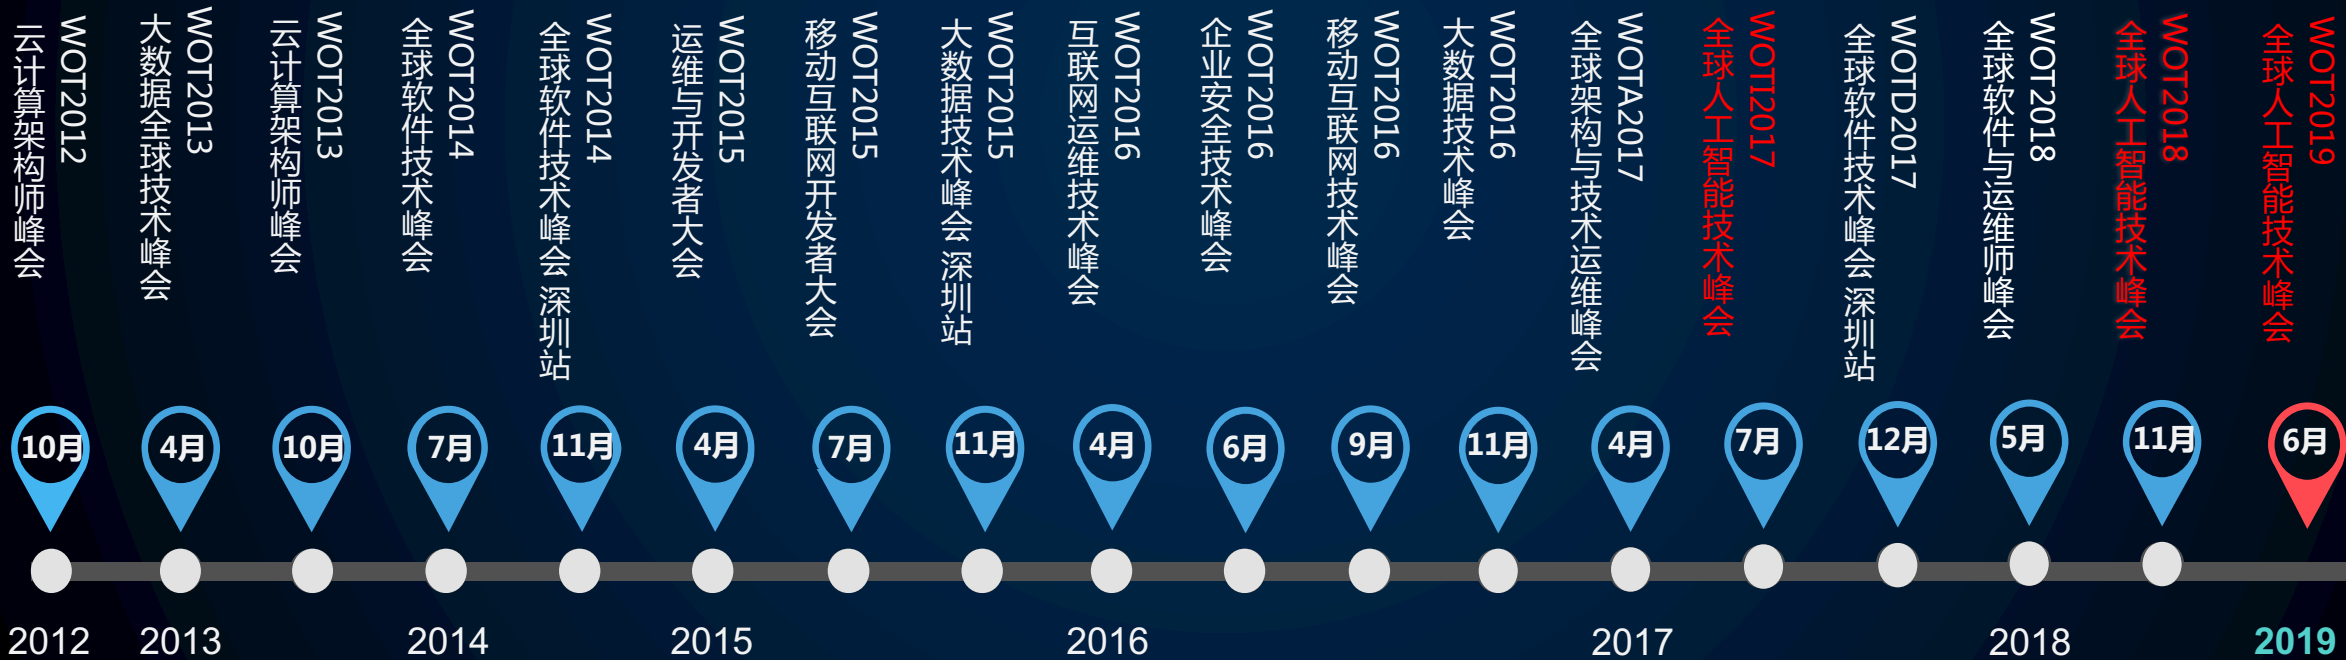 WOT2012
云计算架构师峰会
WOT2013
大数据全球技术峰会
WOT2013
云计算架构师峰会
WOT2014
全球软件技术峰会
WOT2014
全球软件技术峰会·深圳站
WOT2015
运维与开发者大会
WOT2015
移动互联网开发者大会
WOT2015
大数据技术峰会·深圳站
WOT2016
互联网运维技术峰会
WOT2016
企业安全技术峰会
WOT2016
移动互联网技术峰会
WOT2016
大数据技术峰会
WOTA2017
全球架构与技术运维峰会
WOTI2017
全球人工智能技术峰会
WOTD2017
全球软件技术峰会·深圳站
WOT2018
全球软件与运维师峰会
WOT2018
全球人工智能技术峰会
WOT2019
全球人工智能技术峰会
10月
4月
10月
7月
11月
4月
7月
11月
4月
6月
9月
11月
4月
7月
12月
5月
11月
6月
2012
2013
2014
2015
2016
2017
2018
2019